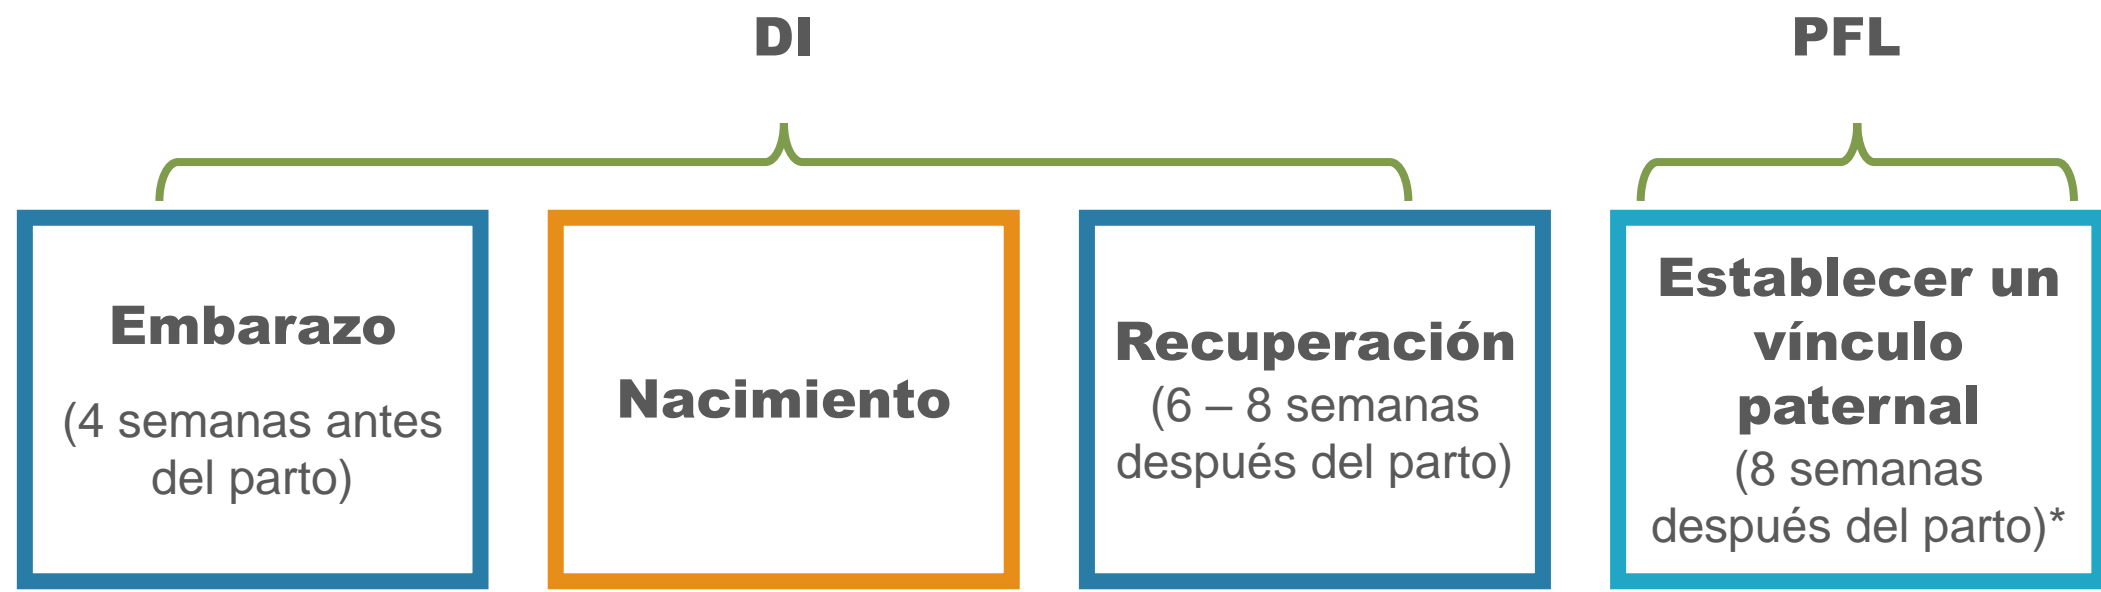 DI
PFL
Embarazo
(4 semanas antes
del parto)
Nacimiento
Recuperación
(6 – 8 semanas
después del parto)
Establecer un
vínculo
paternal
(8 semanas
después del parto)*